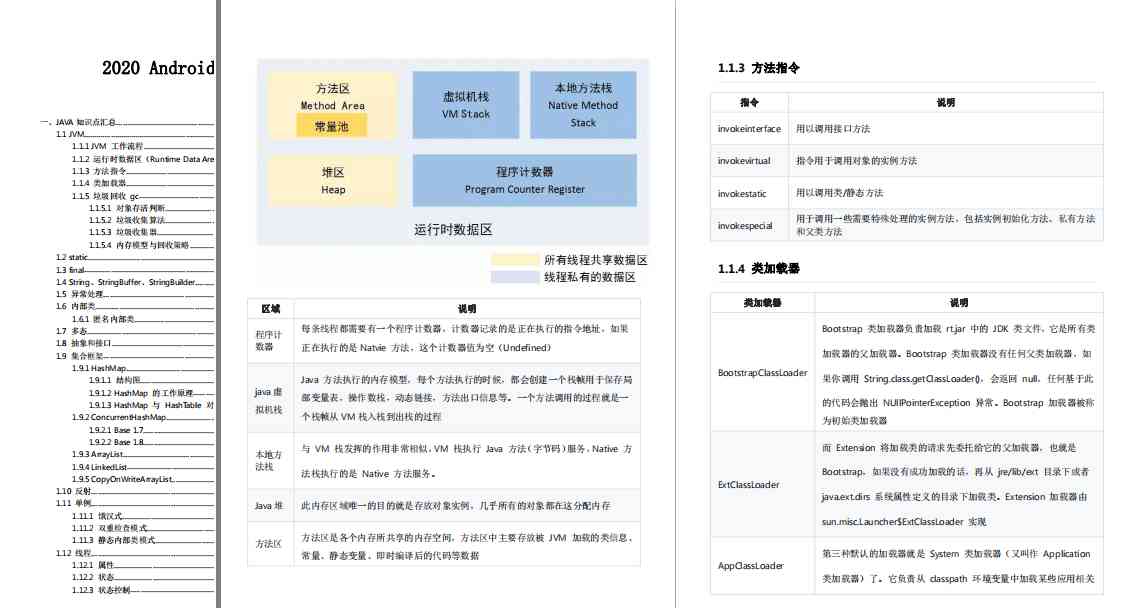 2020 Android
一、JAVA 知识点汇总
1.1 JVM
1.1.1 JVM 工作流程
1.1.2 运行时数据区（Runtime Data Are
1.1.3 方法指令
1.1.4 类加载器
1.1.5 垃圾回收 gc
1.1.5.1 对象存活判断
1.1.5.2 垃圾收集算法
1.1.5.3 垃圾收集器
1.1.5.4 内存模型与回收策略
1.2 static
1.3 final
1.4 String、StringBuffer、StringBuilder
1.5 异常处理
1.6 内部类
1.6.1 匿名内部类
1.7 多态
1.8 抽象和接口
1.9 集合框架
1.9.1 HashMap
1.9.1.1 结构图
1.9.1.2 HashMap 的工作原理
1.9.1.3 HashMap 与 HashTable 对
1.9.2 ConcurrentHashMap
1.9.2.1 Base 1.7
1.9.2.2 Base 1.8
1.9.3 ArrayList
1.9.4 LinkedList
1.9.5 CopyOnWriteArrayList
1.10 反射
1.11 单例
1.11.1 饿汉式
1.11.2 双重检查模式
1.11.3 静态内部类模式
1.1.2 线程
1.12.1 属性
1.12.2 状态
1.12.3 状态控制
方法区
Method Area
常量池
虚拟机栈
VM Stack
本地方法栈
Native Method
Stack
堆区
Heap
程序计数器
Program Counter Register
运行时数据区
所有线程共享数据区
线程私有的数据区
区域 说明
程序计
数器
每条线程都需要有一个程序计数器，计数器记录的是正在执行的指令地址，如果
正在执行的是 Natvie 方法，这个计数器值为空（Undefined）
java 虚
拟机栈
Java 方法执行的内存模型，每个方法执行的时候，都会创建一个栈帧用于保存局
部变量表，操作数栈，动态链接，方法出口信息等。一个方法调用的过程就是一
个栈帧从 VM 栈入栈到出栈的过程
本地方
法栈
与 VM 栈发挥的作用非常相似，VM 栈执行 Java 方法（字节码）服务，Native 方
法栈执行的是 Native 方法服务。
Java 堆
此内存区域唯一的目的就是存放对象实例，几乎所有的对象都在这分配内存
方法区
方法区是各个内存所共享的内存空间，方法区中主要存放被 JVM 加载的类信息、
常量、静态变量、即时编译后的代码等数据
1.1.3 方法指令
指令 说明
invokeinterface 用以调用接口方法
invokevirtual 指令用于调用对象的实例方法
invokestatic 用以调用类/静态方法
invokespecial
用于调用一些需要特殊处理的实例方法，包括实例初始化方法、私有方法
和父类方法
1.1.4 类加载器
类加载器 说明
BootstrapClassLoader
Bootstrap 类加载器负责加载 rt.jar 中的 JDK 类文件，它是所有类
加载器的父加载器。Bootstrap 类加载器没有任何父类加载器，如
果你调用 String.class.getClassLoader()，会返回 null，任何基于此
的代码会抛出 NUllPointerException 异常。Bootstrap 加载器被称
为初始类加载器
ExtClassLoader
而 Extension 将加载类的请求先委托给它的父加载器，也就是
Bootstrap，如果没有成功加载的话，再从 jre/lib/ext 目录下或者
java.ext.dirs 系统属性定义的目录下加载类。Extension 加载器由
sun.misc.Launcher$ExtClassLoader 实现
AppClassLoader
第三种默认的加载器就是 System 类加载器（又叫作 Application
类加载器）了。它负责从 classpath 环境变量中加载某些应用相关